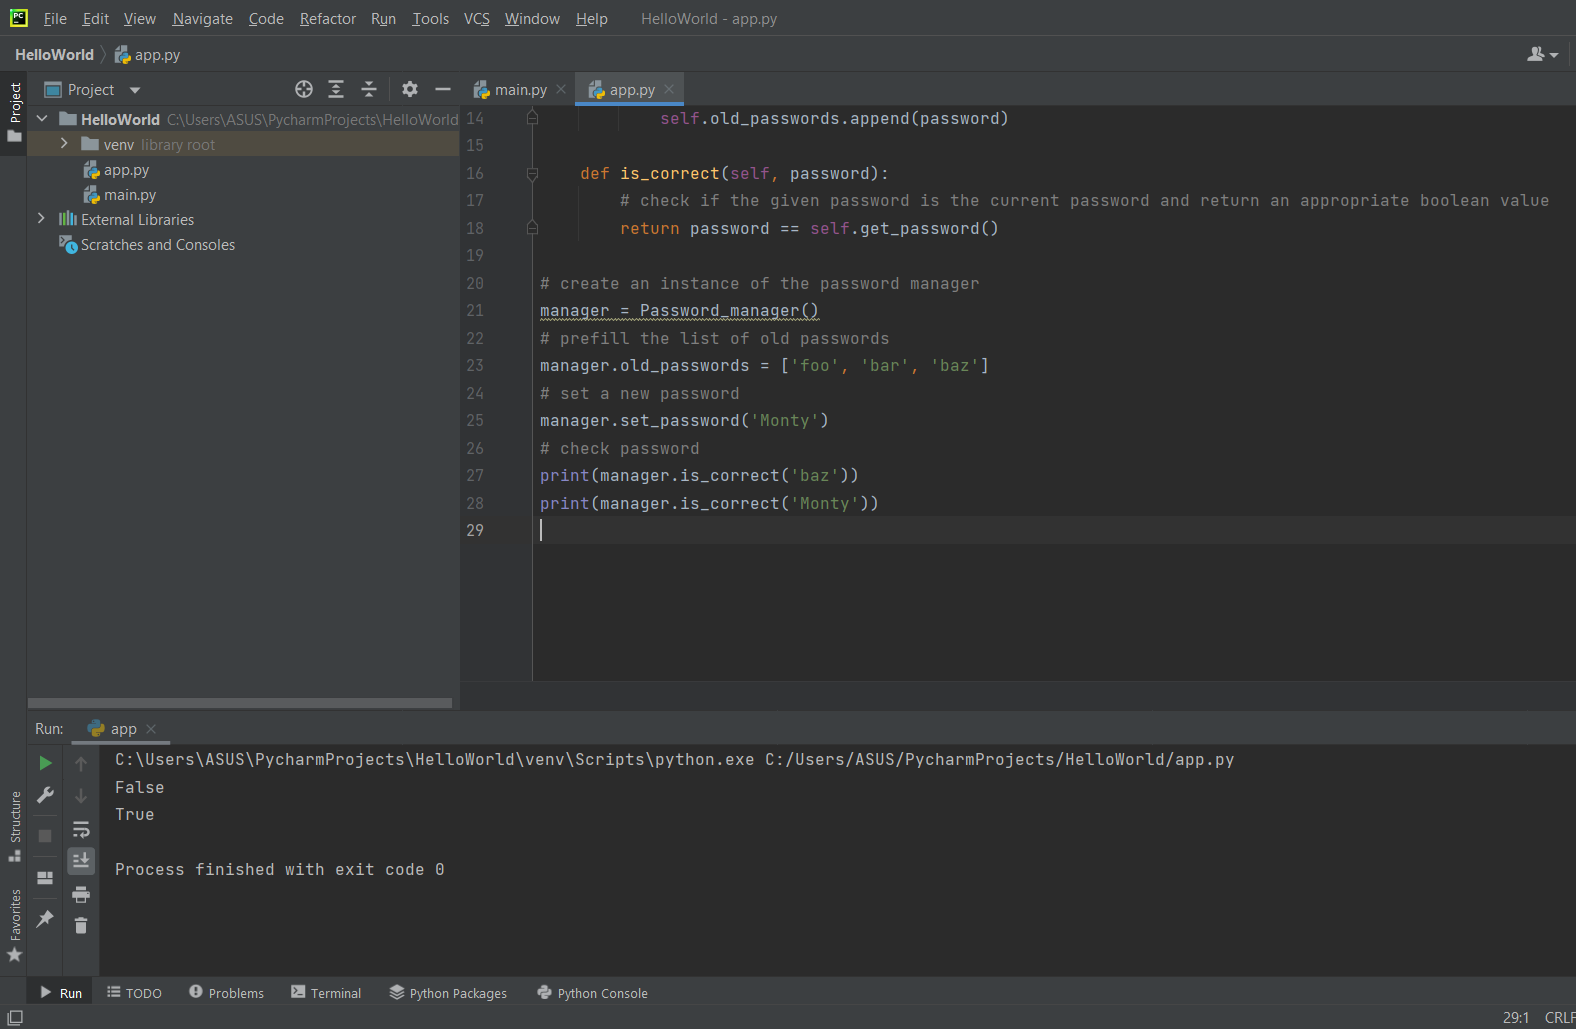 PC File Edit View Navigate Code Refactor Run Tools VCS Window Help HelloWorld - app.py
HelloWorld app.py
Project
Project main.py app.py
HelloWorld C:\Users\ASUS\PycharmProjects\HelloWorld
venv library root
app.py
main.py
External Libraries
Scratches and Consoles
14 self.old_passwords.append(password)
15
16 def is_correct(self, password):
17 # check if the given password is the current password and return an appropriate boolean value
18 return password == self.get_password()
19
20 # create an instance of the password manager
21 manager = Password_manager()
22 # prefill the list of old passwords
23 manager.old_passwords = ['foo', 'bar', 'baz']
24 # set a new password
25 manager.set_password('Monty')
26 # check password
27 print(manager.is_correct('baz'))
28 print(manager.is_correct('Monty'))
29
Run: app
C:\Users\ASUS\PycharmProjects\HelloWorld\venv\Scripts\python.exe C:/Users/ASUS/PycharmProjects/HelloWorld/app.py
False
True
Process finished with exit code 0
Structure
Favorites
Run TODO Problems Terminal Python Packages Python Console
29:1 CRLF